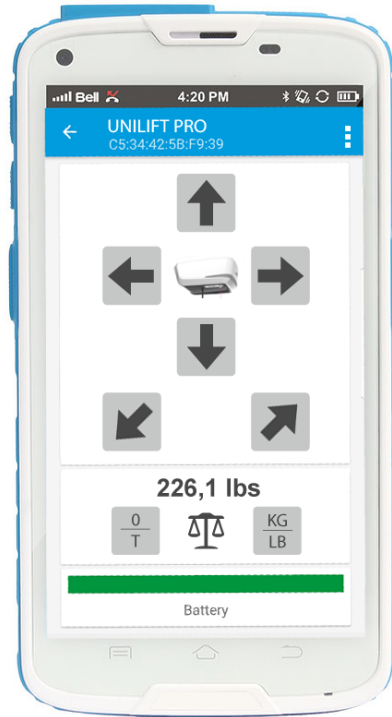 Bell
4:20 PM
UNILIFT PRO
C5:34:42:5B:F9:39
226,1 lbs
0
T
KG
LB
Battery